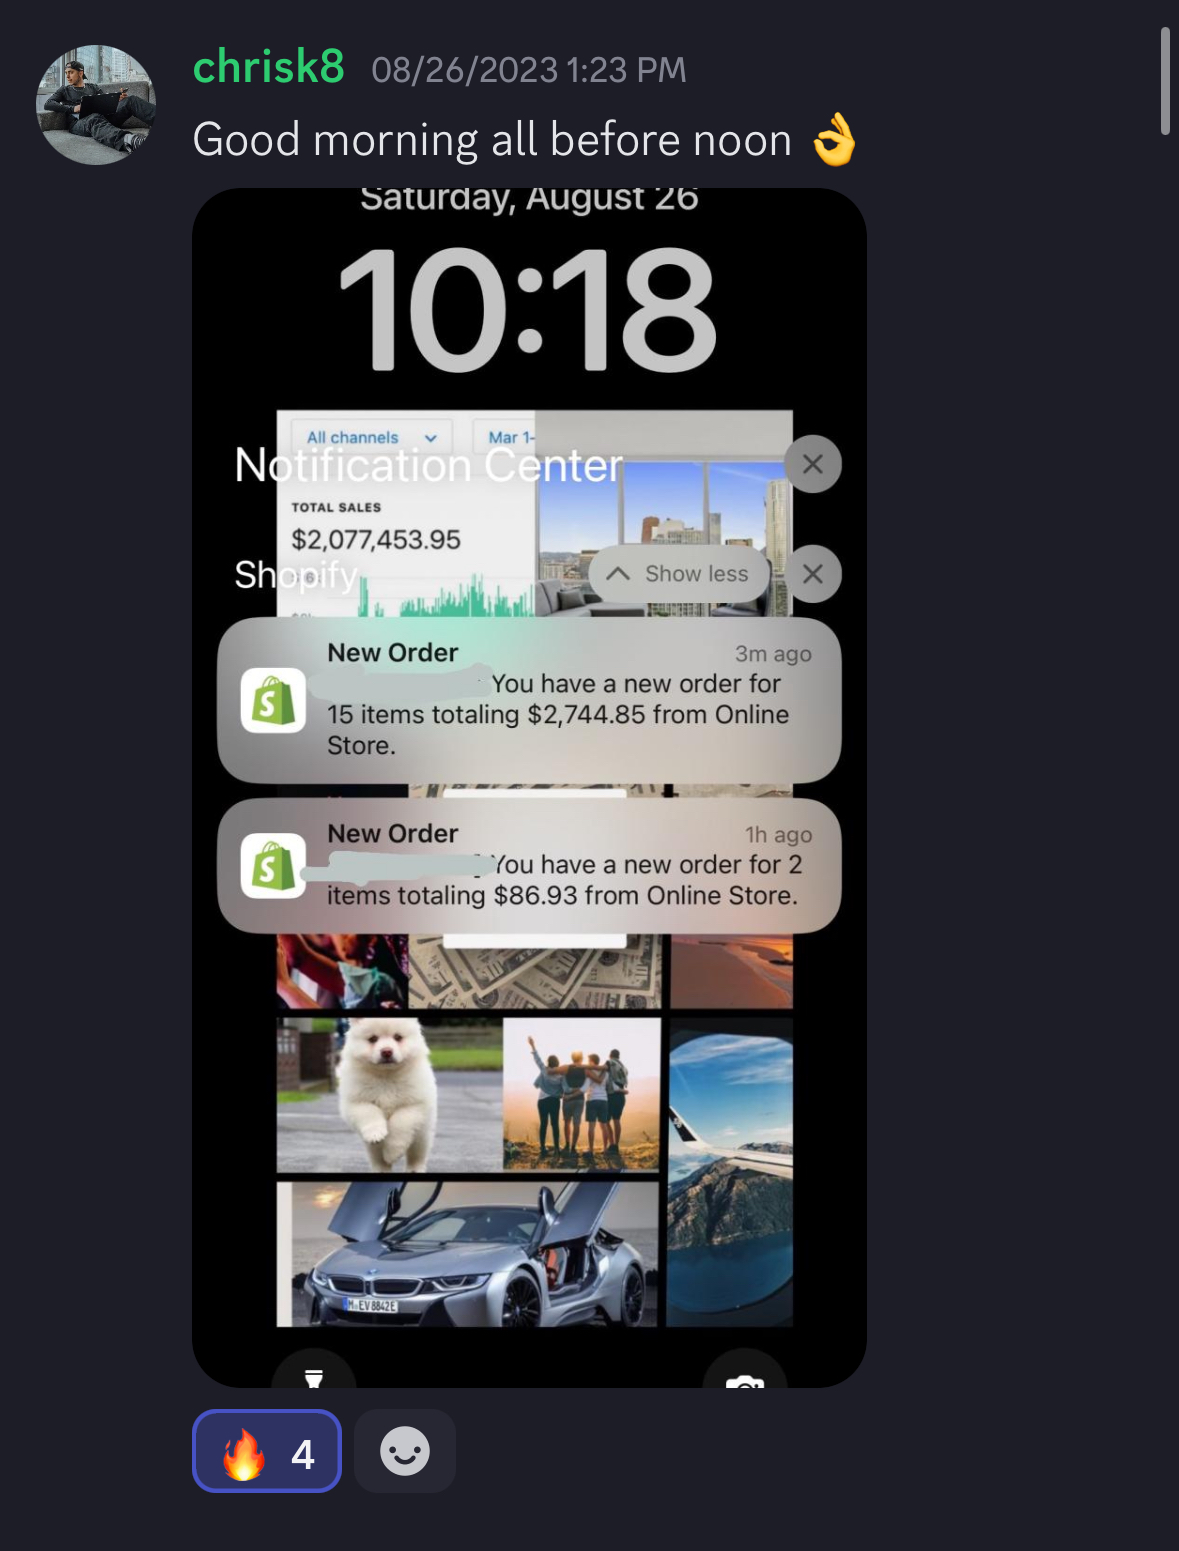 chrisk8 08/26/2023 1:23 PM
Good morning all before noon 👌
Saturday, August 26
10:18
All channels Mar 1-
Notification Center
TOTAL SALES
$2,077,453.95
Shopify
Show less
New Order 3m ago
You have a new order for
15 items totaling $2,744.85 from Online
Store.
New Order 1h ago
You have a new order for 2
items totaling $86.93 from Online Store.
M EV 8842E
🔥 4